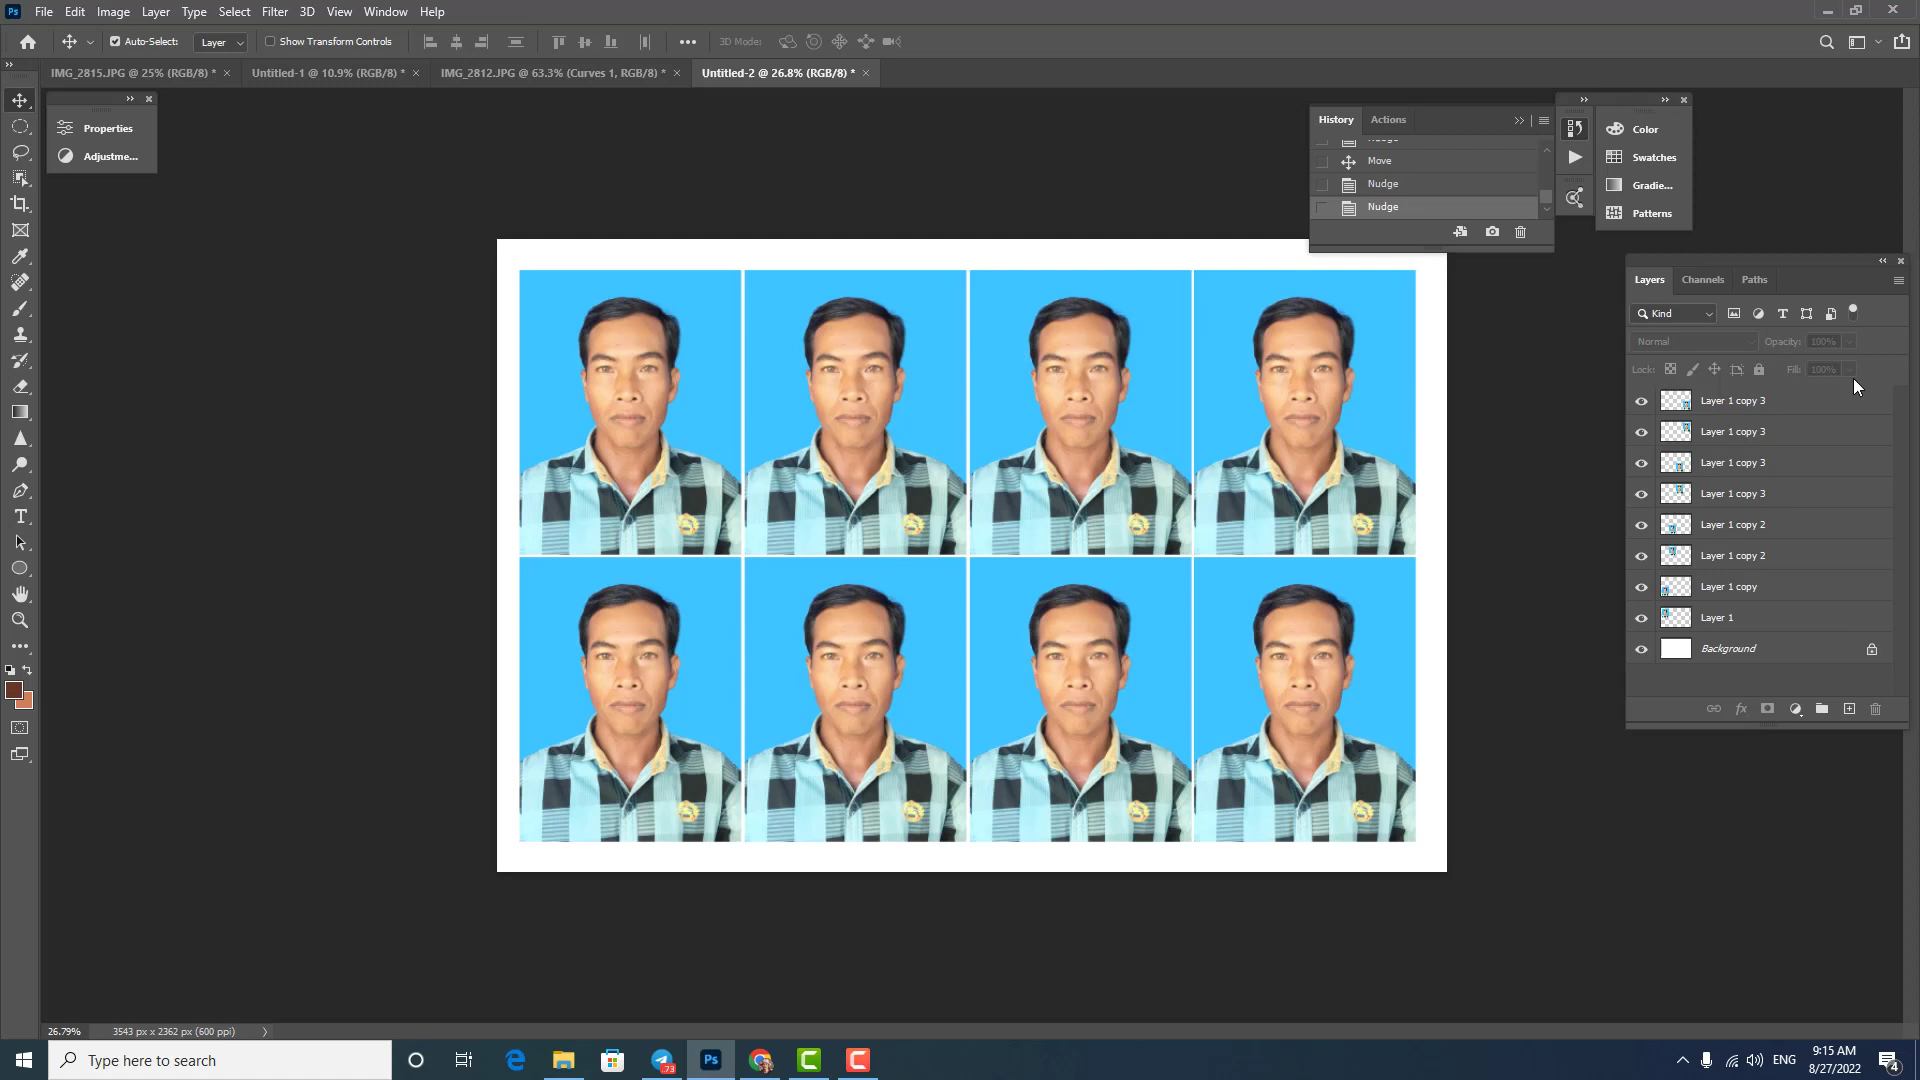 Ps File Edit Image Layer Type Select Filter 3D View Window Help
Auto-Select: Layer Show Transform Controls 3D Mode:
IMG_2815.JPG @ 25% (RGB/8) * × Untitled-1 @ 10.9% (RGB/8) * × IMG_2812.JPG @ 63.3% (Curves 1, RGB/8) * × Untitled-2 @ 26.8% (RGB/8) * ×
Properties
Adjustme...
History Actions
Nudge
Move
Nudge
Nudge
Color
Swatches
Gradie...
Patterns
Layers Channels Paths
Kind
Normal Opacity: 100%
Lock: Fill: 100%
Layer 1 copy 3
Layer 1 copy 3
Layer 1 copy 3
Layer 1 copy 3
Layer 1 copy 2
Layer 1 copy 2
Layer 1 copy
Layer 1
Background
fx
26.79% 3543 px x 2362 px (600 ppi)
Type here to search
73
Ps
ENG
9:15 AM
8/27/2022
4